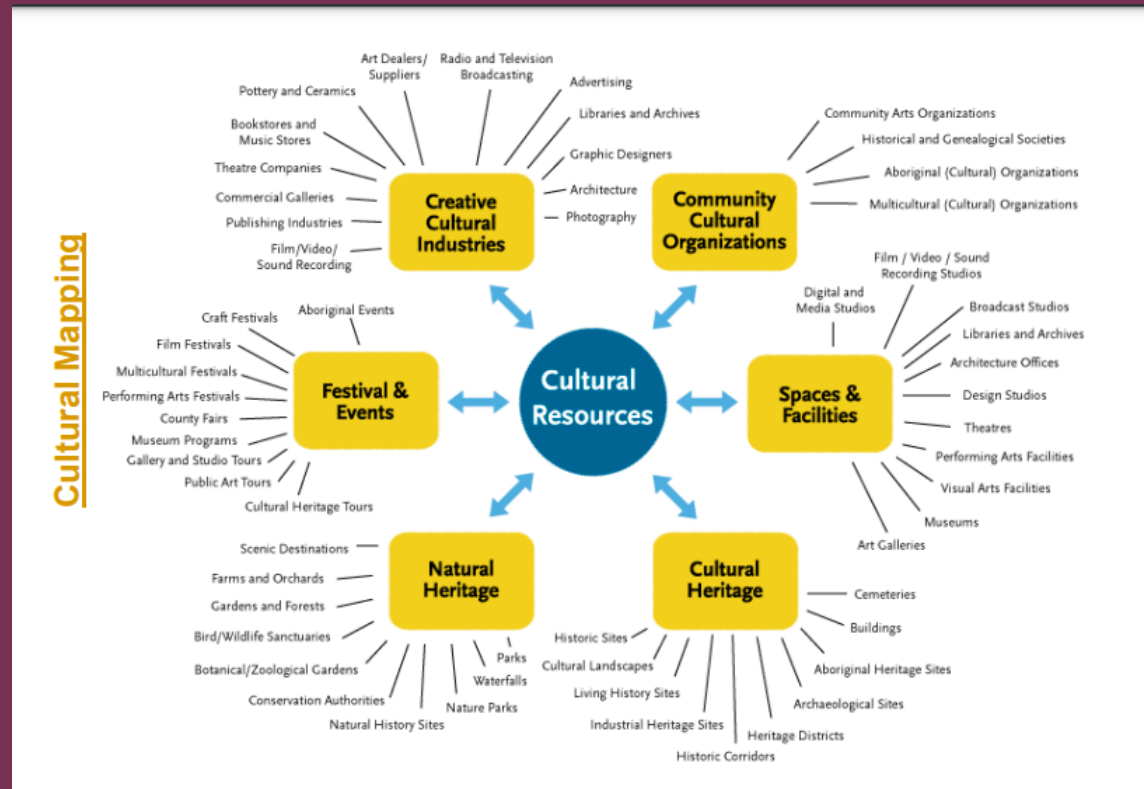 Cultural Mapping
Art Dealers/
Suppliers
Radio and Television
Broadcasting
Pottery and Ceramics
Advertising
Bookstores and
Music Stores
Libraries and Archives
Theatre Companies
Graphic Designers
Commercial Galleries
Architecture
Publishing Industries
Photography
Film/Video/
Sound Recording
Creative
Cultural
Industries
Community Arts Organizations
Historical and Genealogical Societies
Aboriginal (Cultural) Organizations
Multicultural (Cultural) Organizations
Community
Cultural
Organizations
Aboriginal Events
Craft Festivals
Film Festivals
Multicultural Festivals
Performing Arts Festivals
County Fairs
Museum Programs
Gallery and Studio Tours
Public Art Tours
Cultural Heritage Tours
Festival &
Events
Cultural
Resources
Film / Video / Sound
Recording Studios
Digital and
Media Studios
Broadcast Studios
Libraries and Archives
Architecture Offices
Design Studios
Theatres
Performing Arts Facilities
Visual Arts Facilities
Museums
Art Galleries
Spaces &
Facilities
Natural
Heritage
Scenic Destinations
Farms and Orchards
Gardens and Forests
Bird/Wildlife Sanctuaries
Botanical/Zoological Gardens
Conservation Authorities
Natural History Sites
Nature Parks
Waterfalls
Parks
Cultural
Heritage
Cemeteries
Buildings
Aboriginal Heritage Sites
Archaeological Sites
Heritage Districts
Historic Corridors
Industrial Heritage Sites
Living History Sites
Cultural Landscapes
Historic Sites